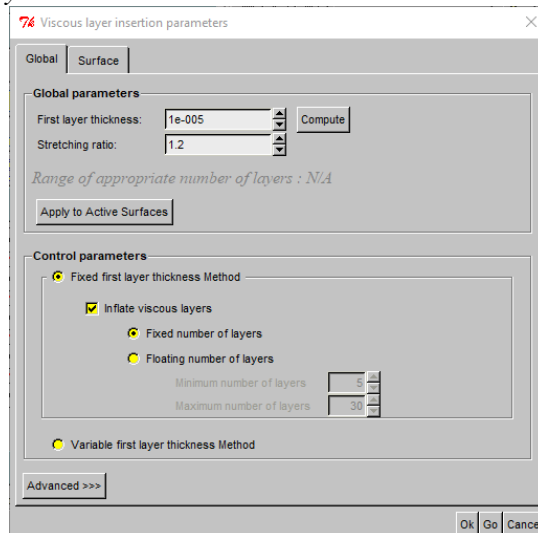 Viscous layer insertion parameters
Global Surface
Global parameters
First layer thickness: 1e-005 Compute
Stretching ratio: 1.2
Range of appropriate number of layers : N/A
Apply to Active Surfaces
Control parameters
Fixed first layer thickness Method
Inflate viscous layers
Fixed number of layers
Floating number of layers
Minimum number of layers 5
Maximum number of layers 30
Variable first layer thickness Method
Advanced >>>
Ok Go Cance